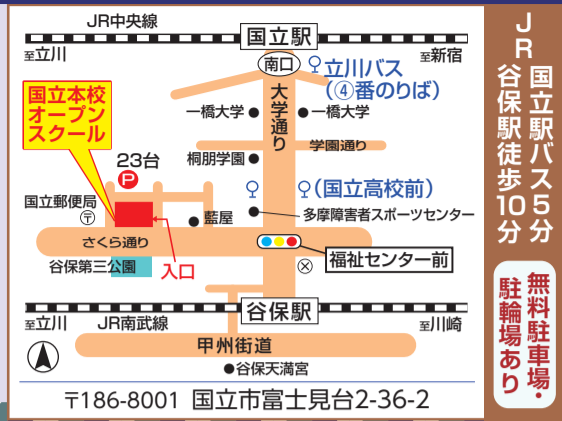 JR中央線
国立駅
至立川
至新宿
南口
立川バス
(④番のりば)
国立本校
オープン
スクール
大学通り
一橋大学
一橋大学
学園通り
桐朋学園
23台
P
国立郵便局
〒
藍屋
(国立高校前)
多摩障害者スポーツセンター
さくら通り
谷保第三公園
入口
福祉センター前
谷保駅
至立川
JR南武線
至川崎
甲州街道
谷保天満宮
〒186-8001 国立市富士見台2-36-2
JR国立駅バス5分
谷保駅徒歩10分
無料駐車場・
駐輪場あり